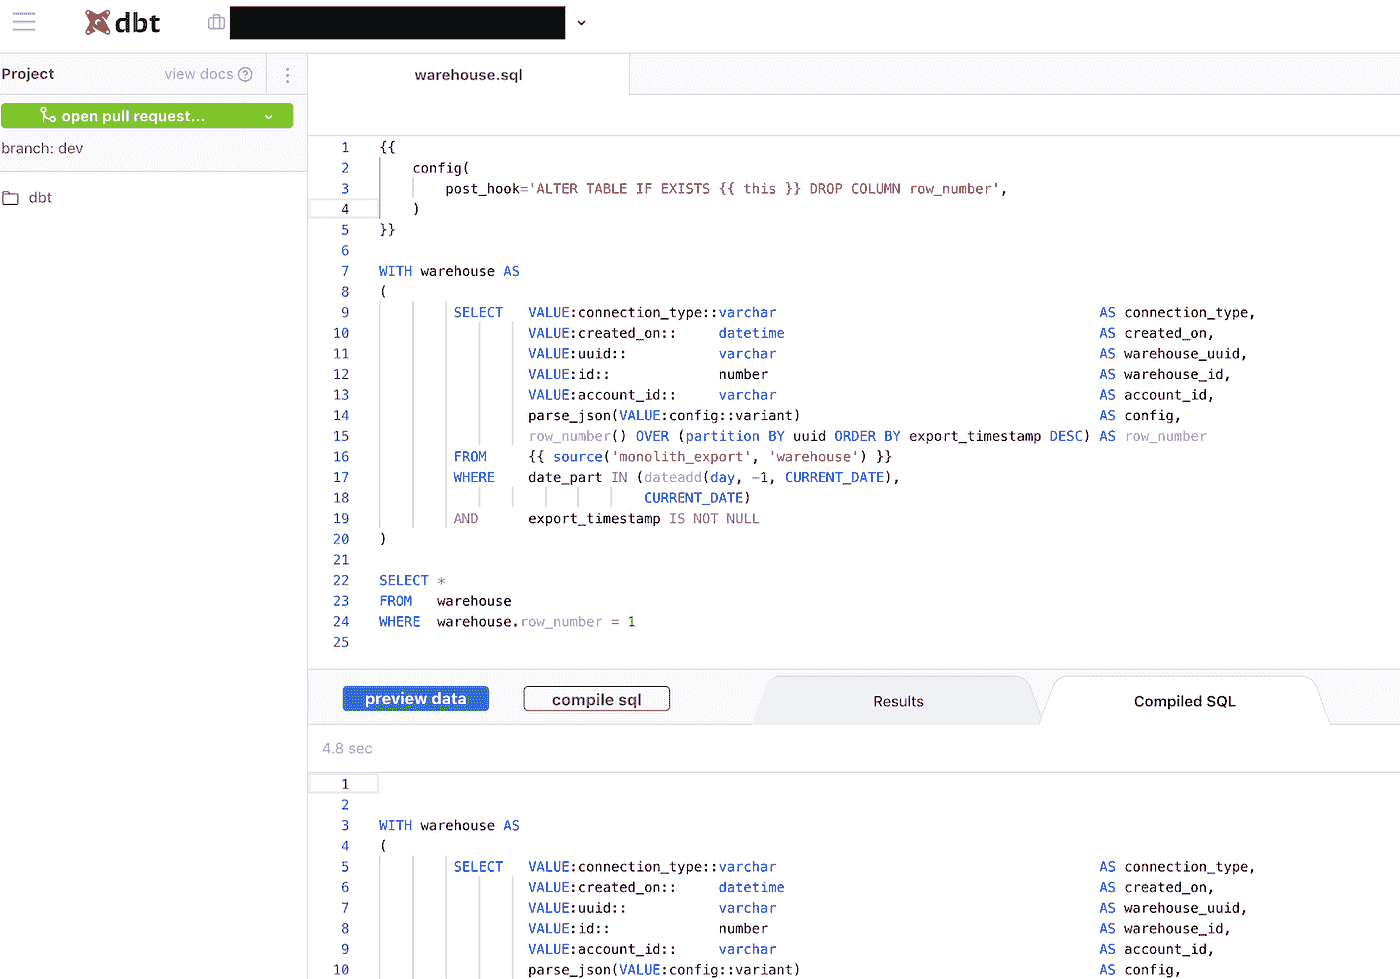 dbt
Project
view docs
open pull request...
branch: dev
dbt
warehouse.sql
1 {{
2 config(
3 post_hook='ALTER TABLE IF EXISTS {{ this }} DROP COLUMN row_number',
4 )
5 }}
6
7 WITH warehouse AS
8 (
9 SELECT VALUE:connection_type::varchar AS connection_type,
10 VALUE:created_on:: datetime AS created_on,
11 VALUE:uuid:: varchar AS warehouse_uuid,
12 VALUE:id:: number AS warehouse_id,
13 VALUE:account_id:: varchar AS account_id,
14 parse_json(VALUE:config::variant) AS config,
15 row_number() OVER (partition BY uuid ORDER BY export_timestamp DESC) AS row_number
16 FROM {{ source('monolith_export', 'warehouse') }}
17 WHERE date_part IN (dateadd(day, -1, CURRENT_DATE),
18 CURRENT_DATE)
19 AND export_timestamp IS NOT NULL
20 )
21
22 SELECT *
23 FROM warehouse
24 WHERE warehouse.row_number = 1
25
preview data
compile sql
Results
Compiled SQL
4.8 sec
1
2
3 WITH warehouse AS
4 (
5 SELECT VALUE:connection_type::varchar AS connection_type,
6 VALUE:created_on:: datetime AS created_on,
7 VALUE:uuid:: varchar AS warehouse_uuid,
8 VALUE:id:: number AS warehouse_id,
9 VALUE:account_id:: varchar AS account_id,
10 parse_json(VALUE:config::variant) AS config,